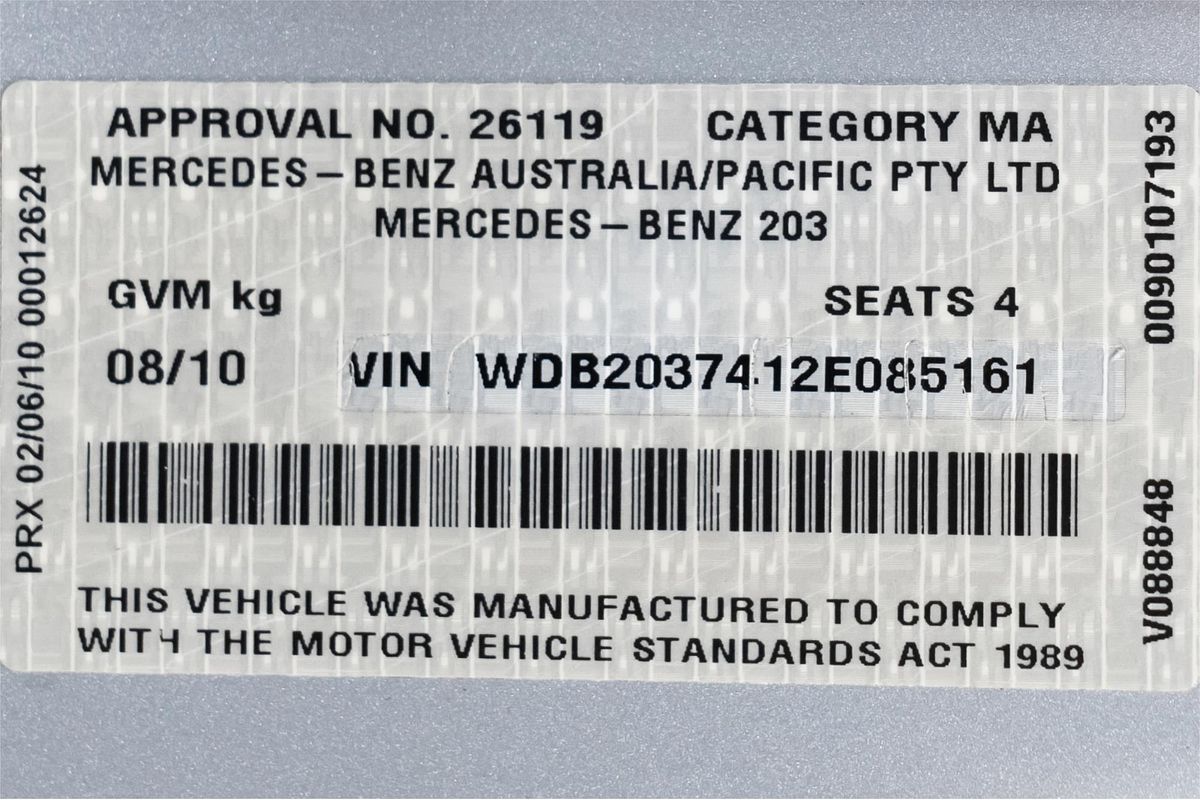 APPROVAL NO. 26119 CATEGORY MA
MERCEDES–BENZ AUSTRALIA/PACIFIC PTY LTD
MERCEDES–BENZ 203
GVM kg SEATS 4
08/10 VIN WDB2037412E085161
THIS VEHICLE WAS MANUFACTURED TO COMPLY
WITH THE MOTOR VEHICLE STANDARDS ACT 1989
PRX 02/06/10 00012624
0090107193
V088848